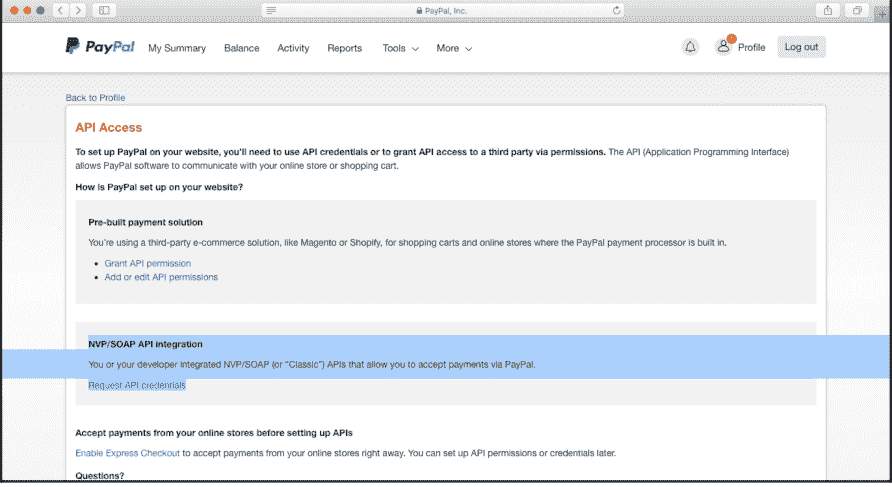 PayPal, Inc.
PayPal My Summary Balance Activity Reports Tools More Profile Log out
Back to Profile
API Access
To set up PayPal on your website, you'll need to use API credentials or to grant API access to a third party via permissions. The API (Application Programming Interface)
allows PayPal software to communicate with your online store or shopping cart.
How is PayPal set up on your website?
Pre-built payment solution
You're using a third-party e-commerce solution, like Magento or Shopify, for shopping carts and online stores where the PayPal payment processor is built in.
• Grant API permission
• Add or edit API permissions
NVP/SOAP API integration
You or your developer integrated NVP/SOAP (or "Classic") APIs that allow you to accept payments via PayPal.
Request API credentials
Accept payments from your online stores before setting up APIs
Enable Express Checkout to accept payments from your online stores right away. You can set up API permissions or credentials later.
Questions?